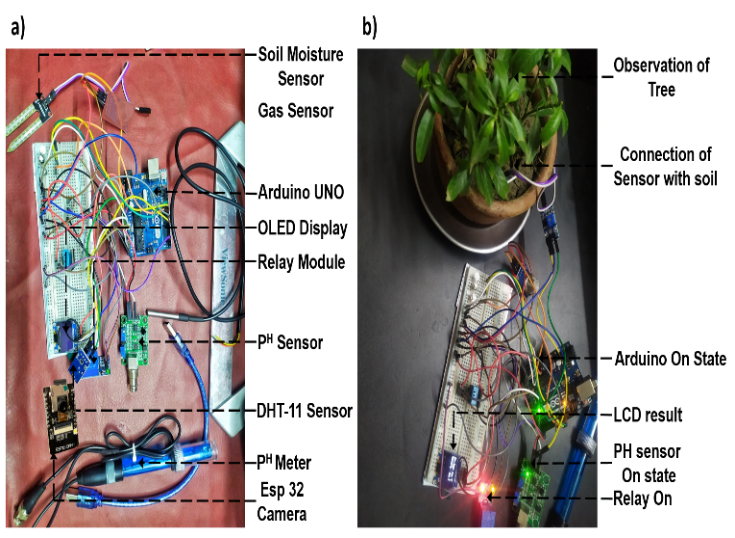 a)
Soil Moisture
Sensor
Gas Sensor
Arduino UNO
OLED Display
Relay Module
Pᴴ Sensor
DHT-11 Sensor
Pᴴ Meter
Esp 32
Camera
b)
Observation of
Tree
Connection of
Sensor with soil
Arduino On State
LCD result
PH sensor
On state
Relay On